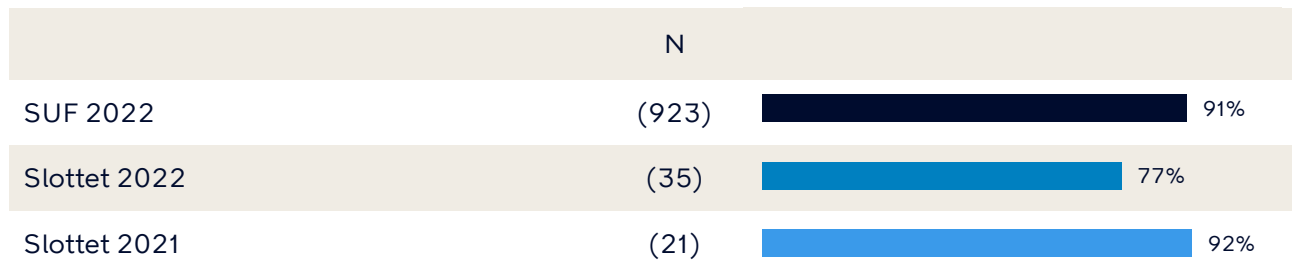 N
SUF 2022 (923) 91%
Slottet 2022 (35) 77%
Slottet 2021 (21) 92%